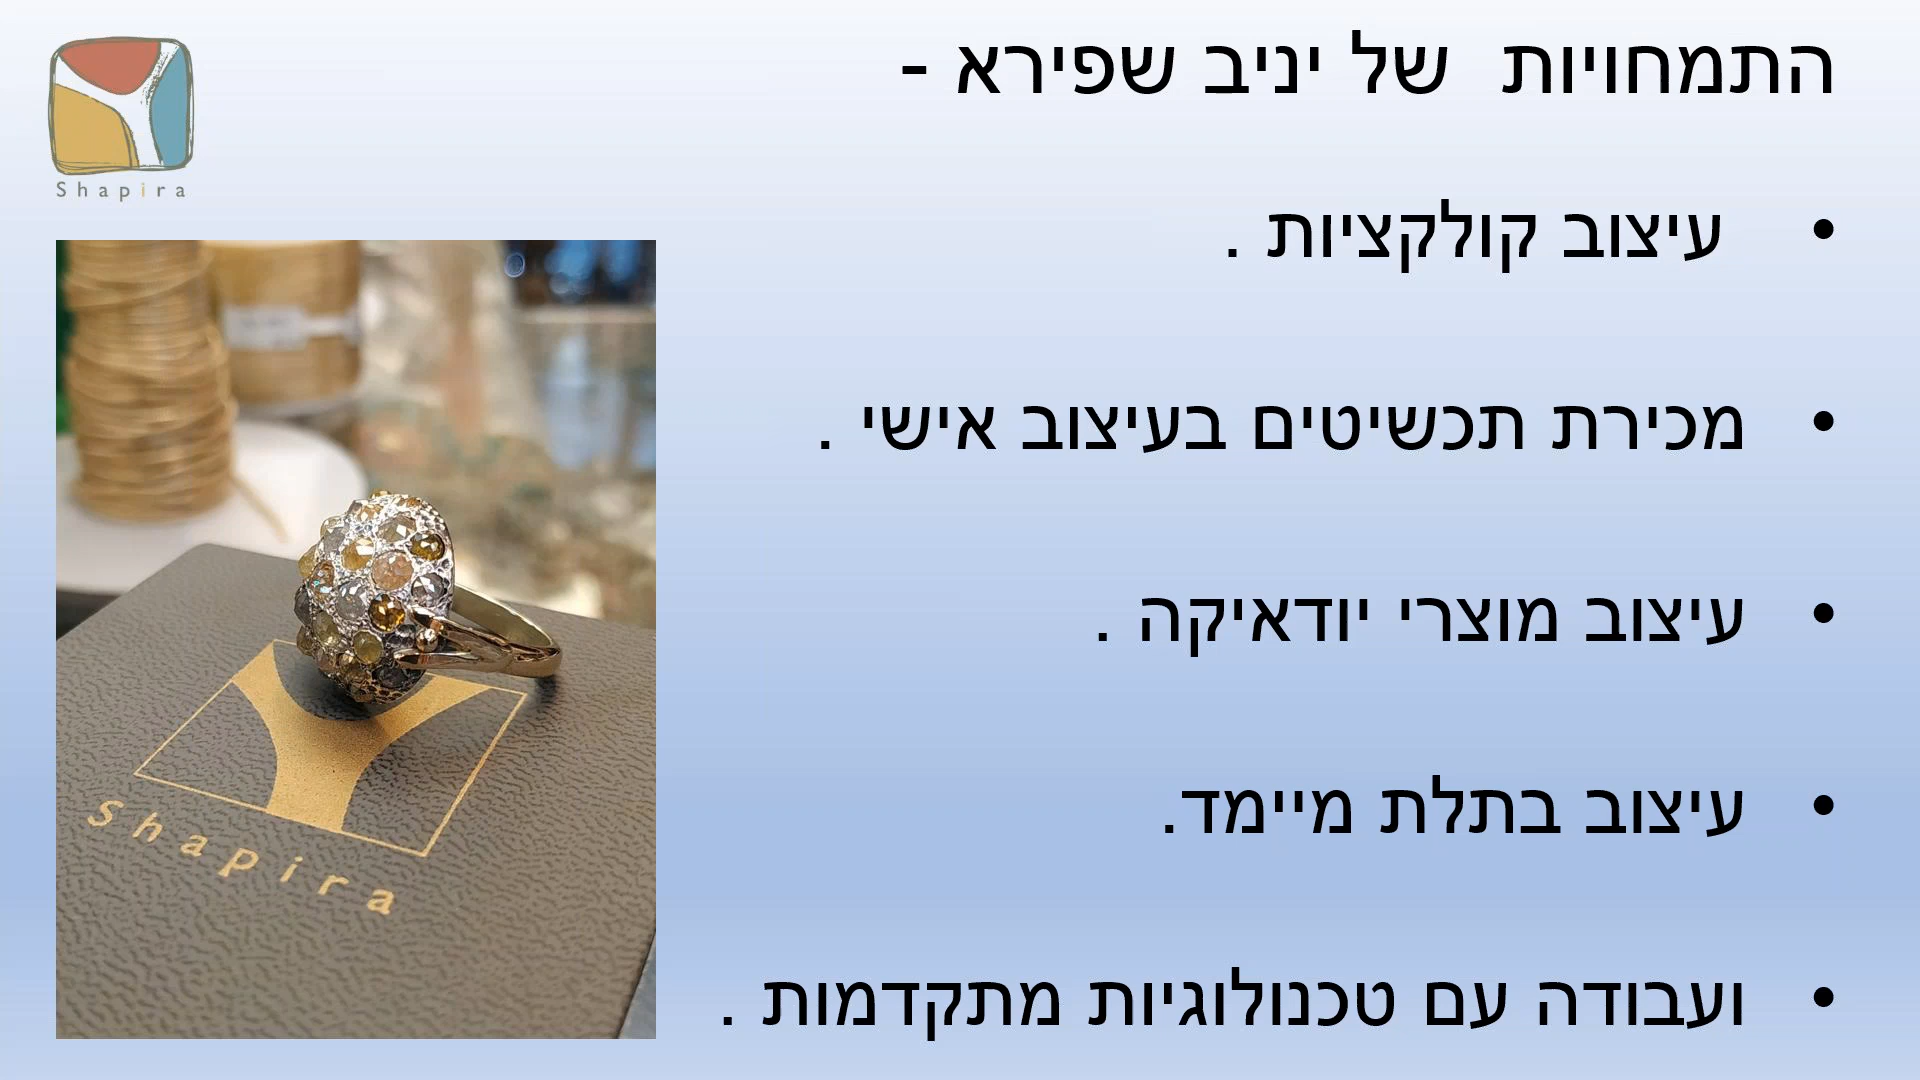 התמחויות של יניב שפירא -
Shapira
• עיצוב קולקציות .
• מכירת תכשיטים בעיצוב אישי .
• עיצוב מוצרי יודאיקה .
• עיצוב בתלת מיימד.
• ועבודה עם טכנולוגיות מתקדמות .
Shapira